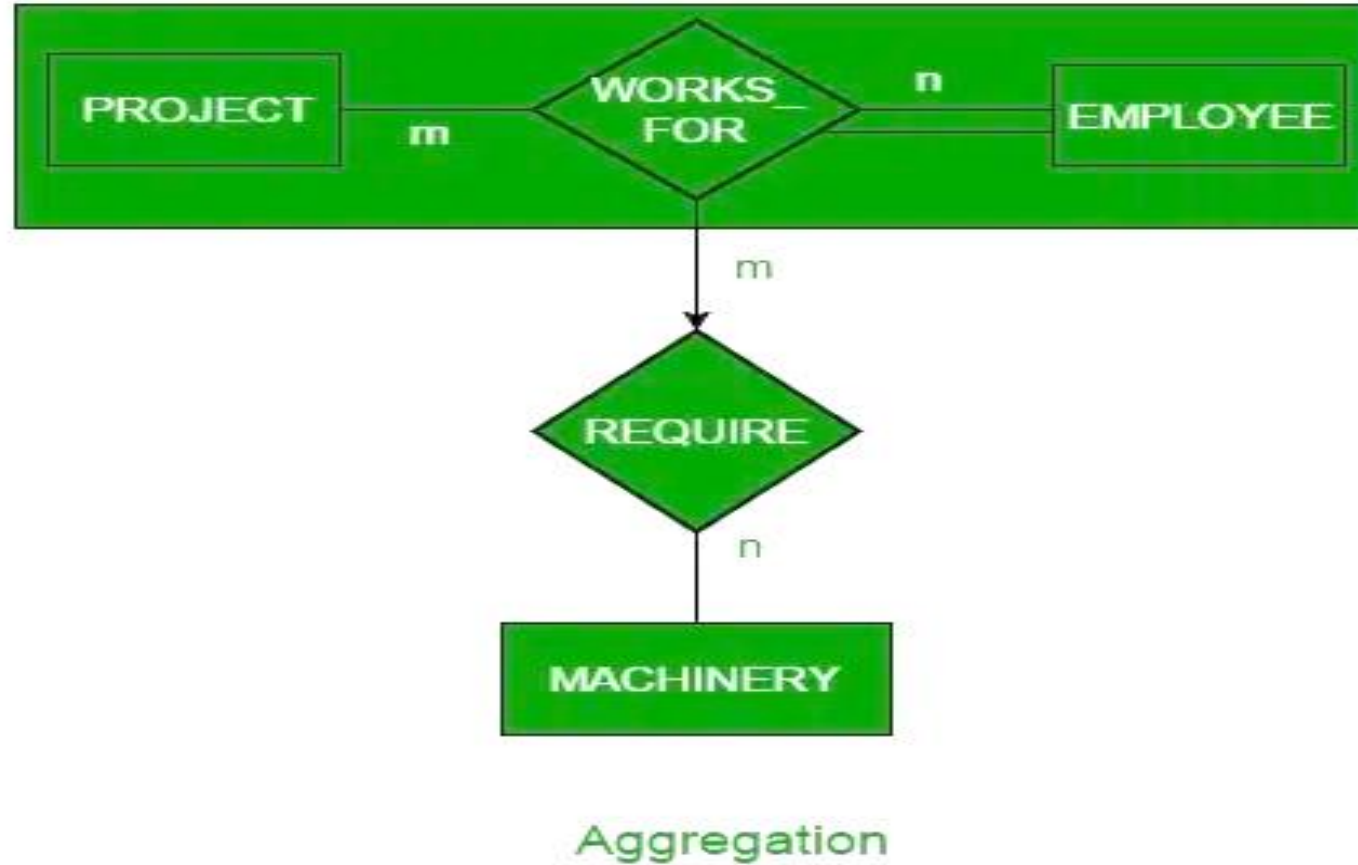 PROJECT
m
WORKS_
FOR
n
EMPLOYEE
m
REQUIRE
n
MACHINERY
Aggregation